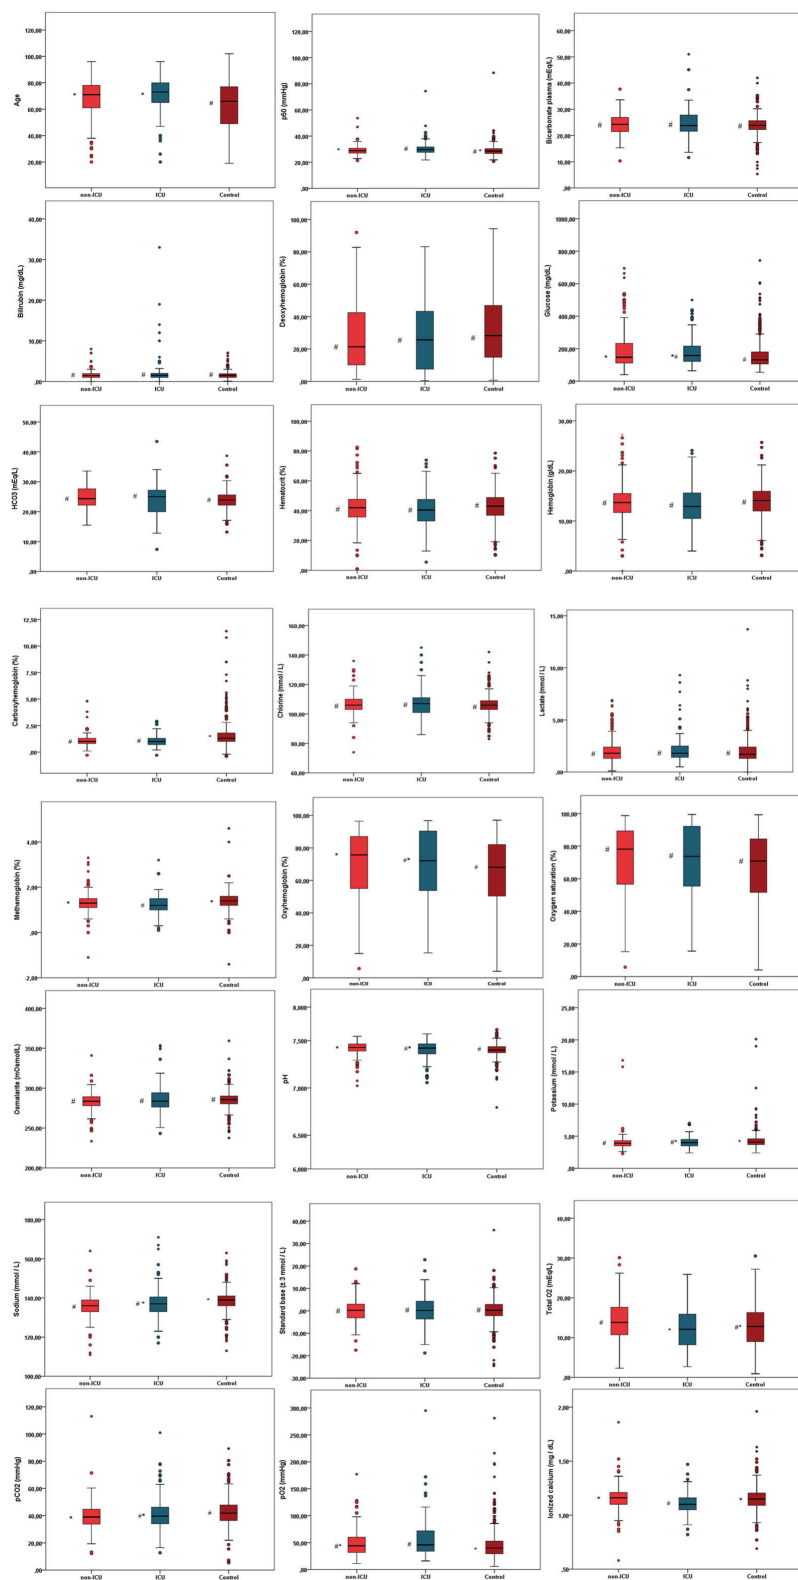 Age
120,00
100,00
80,00
60,00
40,00
20,00
*
*
#
non-ICU
ICU
Control
p50 (mmHg)
120,00
100,00
80,00
60,00
40,00
20,00
,00
*
#
#*
non-ICU
ICU
Control
Bicarbonate plasma (mEq/L)
60,00
50,00
40,00
30,00
20,00
10,00
,00
#
#
#
non-ICU
ICU
Control
Bilirubin (mg/dL)
40,00
30,00
20,00
10,00
,00
#
#
#
non-ICU
ICU
Control
Deoxyhemoglobin (%)
100,00
80,00
60,00
40,00
20,00
,00
#
#
#
non-ICU
ICU
Control
Glucose (mg/dL)
1000,00
800,00
600,00
400,00
200,00
,00
*
*#
#
non-ICU
ICU
Control
HCO3 (mEq/L)
50,00
40,00
30,00
20,00
10,00
,00
#
#
#
non-ICU
ICU
Control
Hematocrit (%)
100,00
80,00
60,00
40,00
20,00
,00
#
#
#
non-ICU
ICU
Control
Hemoglobin (g/dL)
30,00
20,00
10,00
,00
#
#
#
non-ICU
ICU
Control
Carboxyhemoglobin (%)
12,50
10,00
7,50
5,00
2,50
,00
#
#
*
non-ICU
ICU
Control
Chlorine (mmol / L)
160,00
140,00
120,00
100,00
80,00
60,00
#
#
#
non-ICU
ICU
Control
Lactate (mmol / L)
15,00
10,00
5,00
,00
#
#
#
non-ICU
ICU
Control
Methemoglobin (%)
4,00
2,00
,00
-2,00
*
#
*
non-ICU
ICU
Control
Oxyhemoglobin (%)
100,00
80,00
60,00
40,00
20,00
,00
*
#*
#
non-ICU
ICU
Control
Oxygen saturation (%)
100,00
80,00
60,00
40,00
20,00
,00
#
#
#
non-ICU
ICU
Control
Osmalarite (mOsmol/L)
400,00
350,00
300,00
250,00
200,00
#
#
#
non-ICU
ICU
Control
pH
8,000
7,500
7,000
6,500
6,000
*
#*
#
non-ICU
ICU
Control
Potassium (mmol / L)
25,00
20,00
15,00
10,00
5,00
,00
#
#*
*
non-ICU
ICU
Control
Sodium (mmol / L)
180,00
160,00
140,00
120,00
100,00
#
#*
*
non-ICU
ICU
Control
Standard base (± 3 mmol / L)
40,00
30,00
20,00
10,00
,00
-10,00
-20,00
-30,00
#
#
#
non-ICU
ICU
Control
Total O2 (mEq/L)
40,00
30,00
20,00
10,00
,00
#
*
#*
non-ICU
ICU
Control
pCO2 (mmHg)
120,00
100,00
80,00
60,00
40,00
20,00
,00
*
#*
#
non-ICU
ICU
Control
pO2 (mmHg)
300,00
250,00
200,00
150,00
100,00
50,00
,00
#*
#
*
non-ICU
ICU
Control
Ionized calcium (mg / dL)
2,00
1,50
1,00
,50
*
#
*
non-ICU
ICU
Control